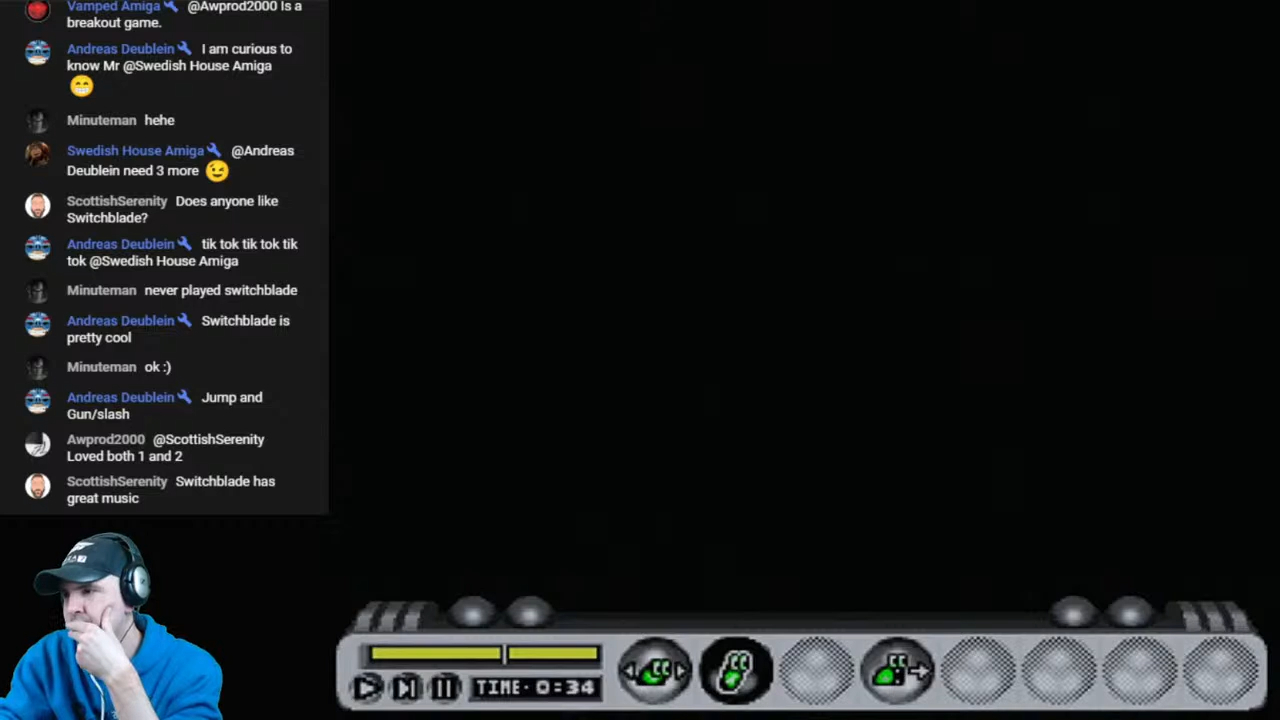 Vamped Amiga @Awprod2000 Is a
breakout game.
Andreas Deublein I am curious to
know Mr @Swedish House Amiga
Minuteman hehe
Swedish House Amiga @Andreas
Deublein need 3 more
ScottishSerenity Does anyone like
Switchblade?
Andreas Deublein tik tok tik tok tik
tok @Swedish House Amiga
Minuteman never played switchblade
Andreas Deublein Switchblade is
pretty cool
Minuteman ok :)
Andreas Deublein Jump and
Gun/slash
Awprod2000 @ScottishSerenity
Loved both 1 and 2
ScottishSerenity Switchblade has
great music
TIME·0:34